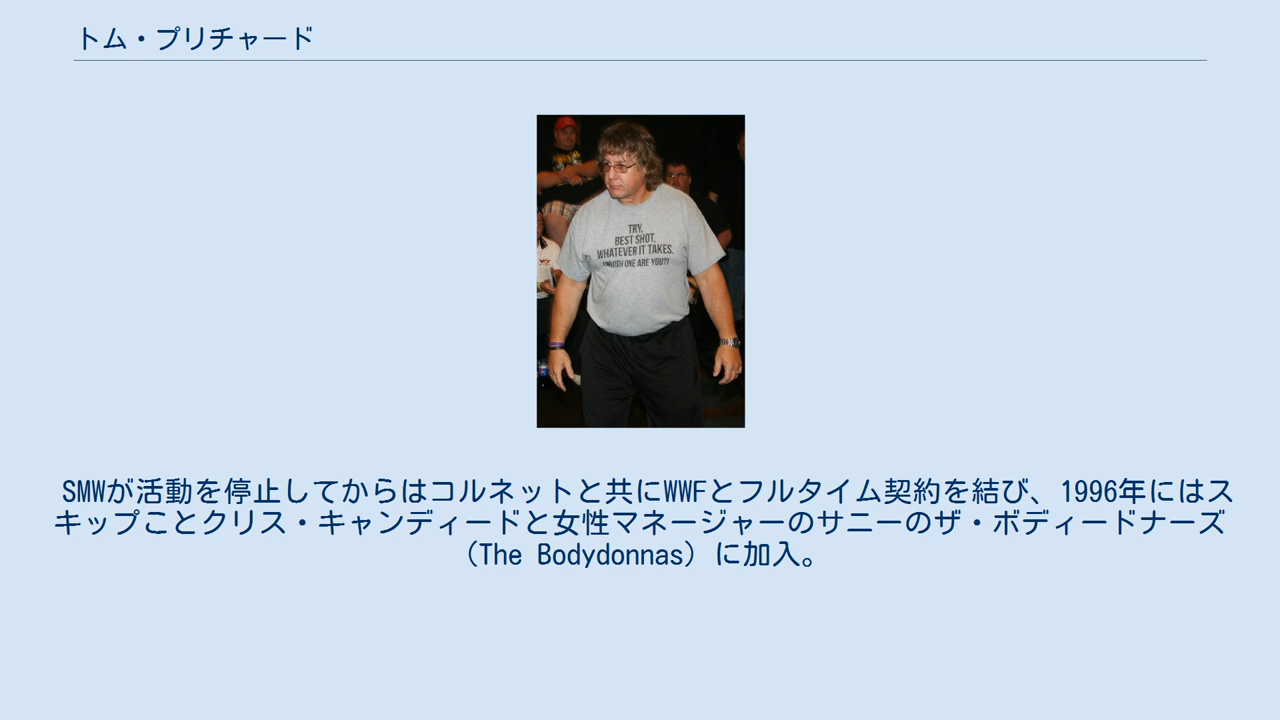 トム・プリチャード
TRY.
BEST SHOT.
WHATEVER IT TAKES.
ONE ARE YOU?)
SMWが活動を停止してからはコルネットと共にWWFとフルタイム契約を結び、1996年にはス
キップことクリス・キャンディードと女性マネージャーのサニーのザ・ボディードナーズ
（The Bodydonnas）に加入。